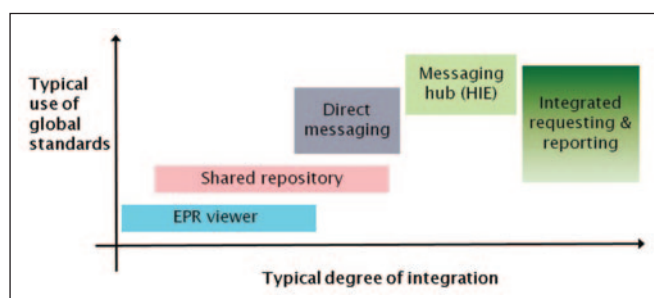 Typical
use of
global
standards
Messaging
hub (HIE)
Direct
messaging
Integrated
requesting &
reporting
Shared repository
EPR viewer
Typical degree of integration